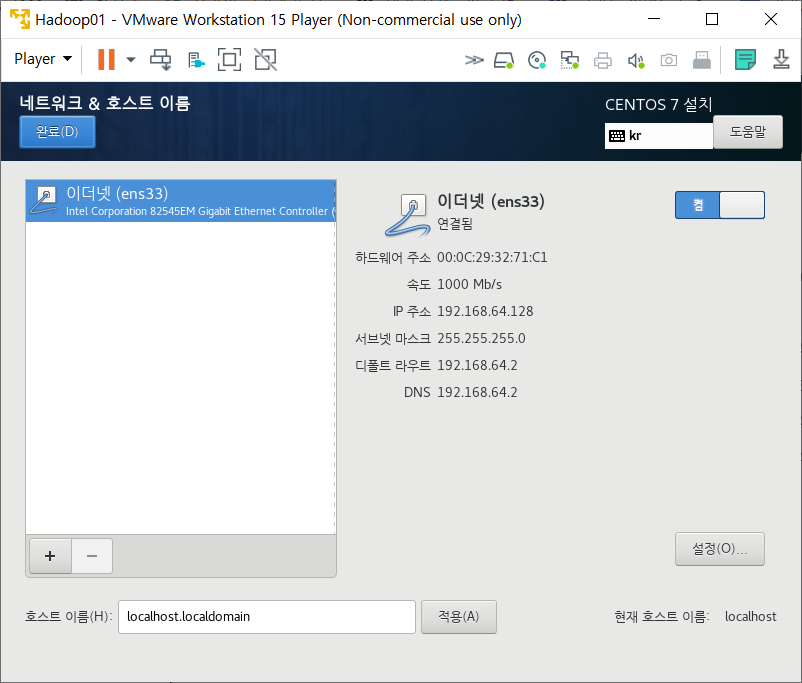 Hadoop01 - VMware Workstation 15 Player (Non-commercial use only)
Player
네트워크 & 호스트 이름
완료(D)
CENTOS 7 설치
kr
도움말
이더넷 (ens33)
Intel Corporation 82545EM Gigabit Ethernet Controller (
이더넷 (ens33)
연결됨
켬
하드웨어 주소 00:0C:29:32:71:C1
속도 1000 Mb/s
IP 주소 192.168.64.128
서브넷 마스크 255.255.255.0
디폴트 라우트 192.168.64.2
DNS 192.168.64.2
설정(O)...
호스트 이름(H): localhost.localdomain 적용(A) 현재 호스트 이름: localhost